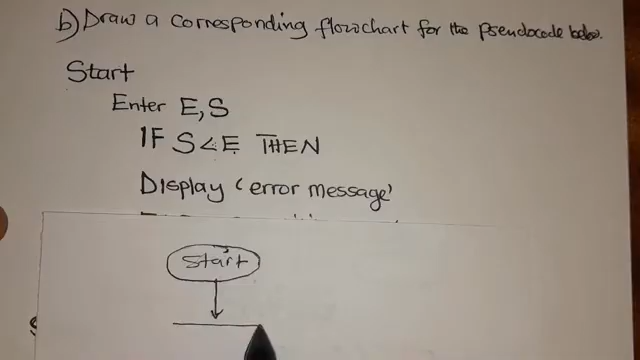 b) Draw a corresponding flowchart for the pseudocode below.
Start
Enter E,S
IF S<E THEN
Display 'error message'
Start